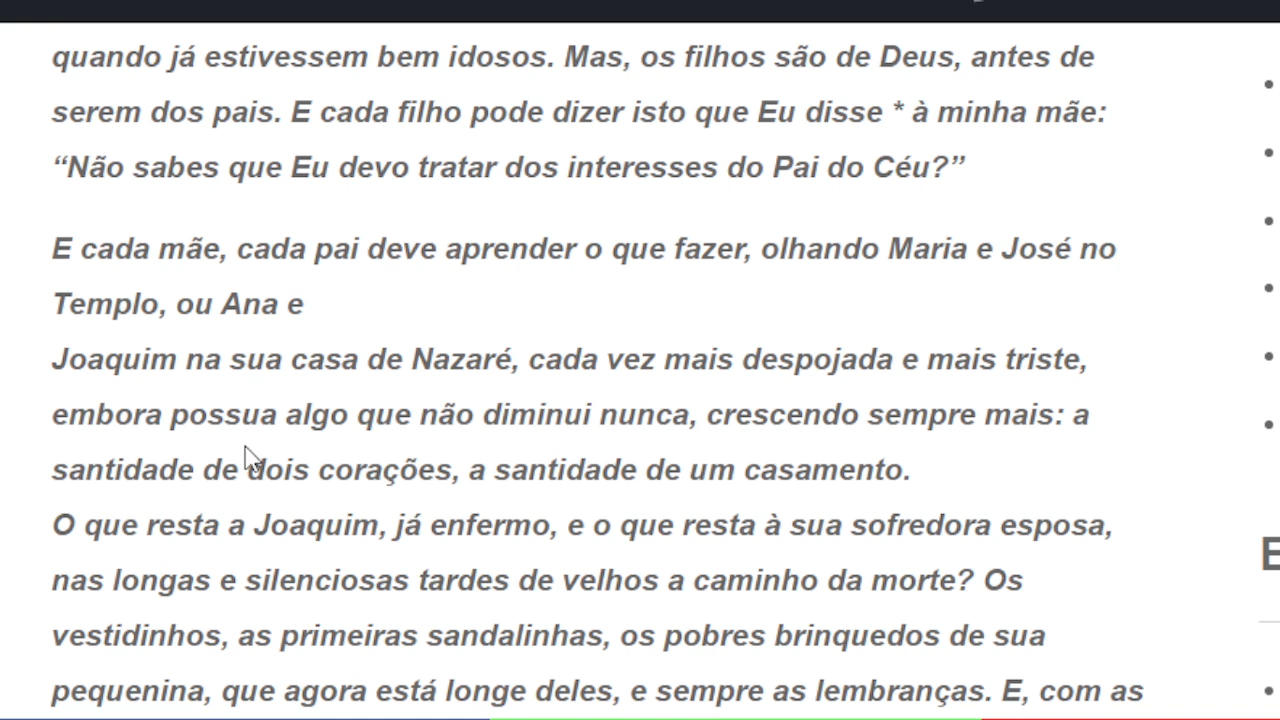 quando já estivessem bem idosos. Mas, os filhos são de Deus, antes de
serem dos pais. E cada filho pode dizer isto que Eu disse * à minha mãe:
“Não sabes que Eu devo tratar dos interesses do Pai do Céu?”
E cada mãe, cada pai deve aprender o que fazer, olhando Maria e José no
Templo, ou Ana e
Joaquim na sua casa de Nazaré, cada vez mais despojada e mais triste,
embora possua algo que não diminui nunca, crescendo sempre mais: a
santidade de dois corações, a santidade de um casamento.
O que resta a Joaquim, já enfermo, e o que resta à sua sofredora esposa,
nas longas e silenciosas tardes de velhos a caminho da morte? Os
vestidinhos, as primeiras sandalinhas, os pobres brinquedos de sua
pequenina, que agora está longe deles, e sempre as lembranças. E, com as